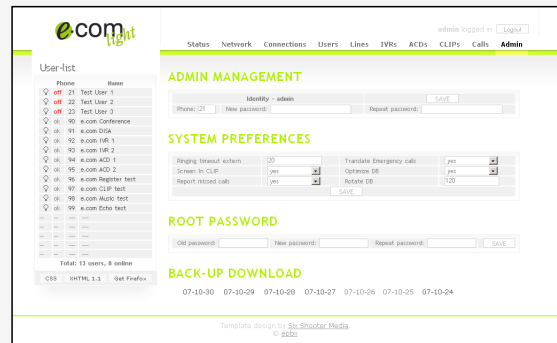 e.com light
admin logged in Logout
Status Network Connections Users Lines IVRs ACDs CLIPs Calls Admin
User-list
Phone Name
off 21 Test User 1
off 22 Test User 2
off 23 Test User 3
ok 90 e.com Conference
ok 91 e.com DISA
ok 92 e.com IVR 1
ok 93 e.com IVR 2
ok 94 e.com ACD 1
ok 95 e.com ACD 2
ok 96 e.com Register test
ok 97 e.com CLIP test
ok 98 e.com Music test
ok 99 e.com Echo test
-- -- --- ----
-- -- --- ----
-- -- --- ----
-- -- --- ----
Total: 13 users, 0 online
CSS XHTML 1.1 Get Firefox
ADMIN MANAGEMENT
Identity - admin SAVE
Phone: 21 New password: Repeat password:
SYSTEM PREFERENCES
Ringing timeout extern 20 Translate Emergency calls yes
Screen In CLIP yes Optimize DB yes
Report missed calls yes Rotate DB 120
SAVE
ROOT PASSWORD
Old password: New password: Repeat password: SAVE
BACK-UP DOWNLOAD
07-10-30 07-10-29 07-10-28 07-10-27 07-10-26 07-10-25 07-10-24
Template design by Six Shooter Media.
© epbx